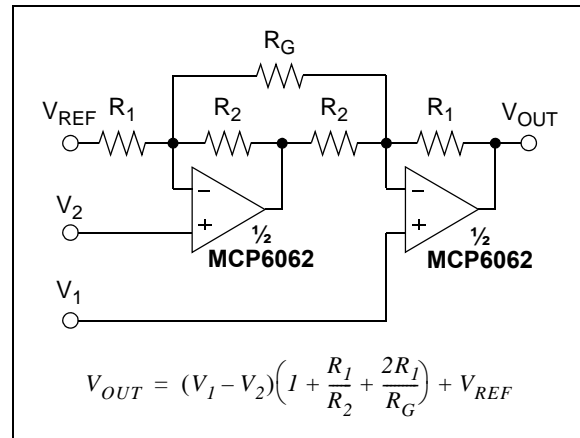 R_G
V_REF R_1 R_2 R_2 R_1 V_OUT
V_2
− +
½
MCP6062
− +
½
MCP6062
V_1
V_OUT = (V_1 − V_2)(1 + R_1/R_2 + 2R_1/R_G) + V_REF